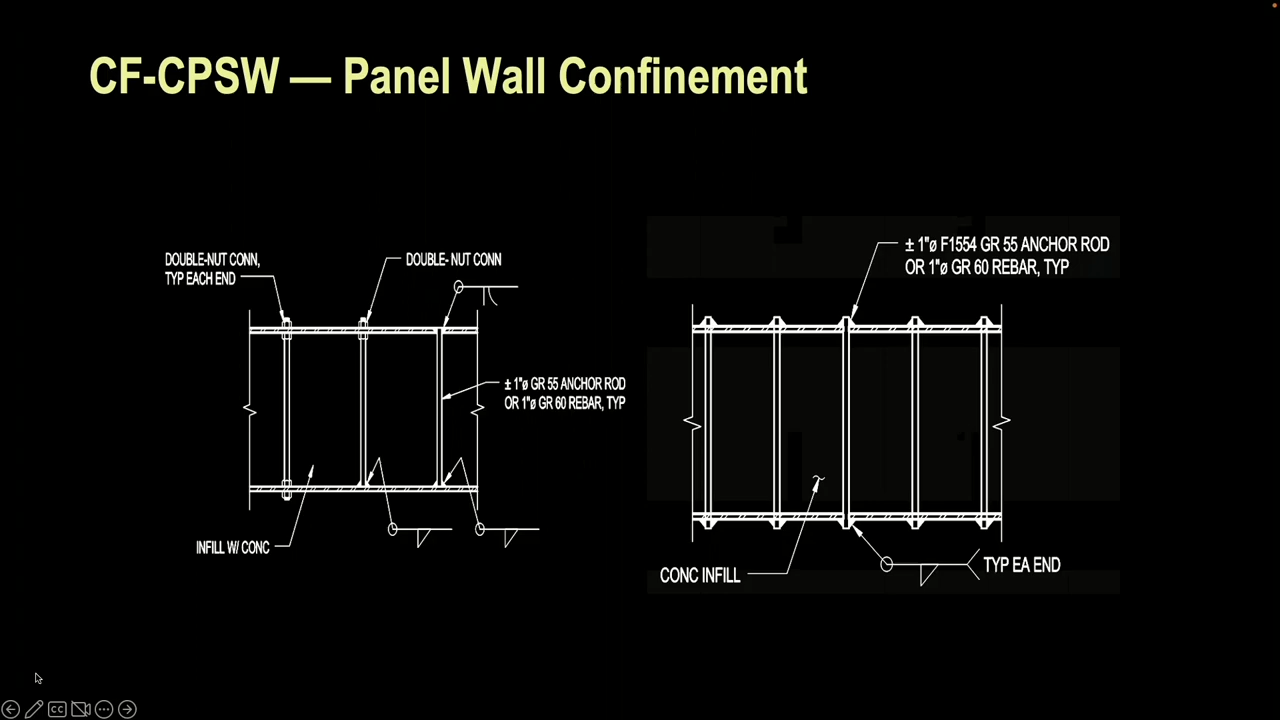 CF-CPSW — Panel Wall Confinement
DOUBLE-NUT CONN,
TYP EACH END
DOUBLE- NUT CONN
± 1"ø GR 55 ANCHOR ROD
OR 1"ø GR 60 REBAR, TYP
INFILL W/ CONC
± 1"ø F1554 GR 55 ANCHOR ROD
OR 1"ø GR 60 REBAR, TYP
CONC INFILL
TYP EA END
CC